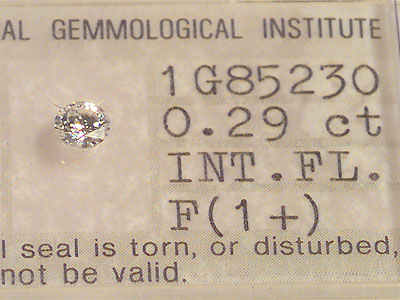 AL GEMMOLOGICAL INSTITUTE
1G85230
0.29 ct
INT.FL.
F(1+)
l seal is torn, or disturbed,
not be valid.